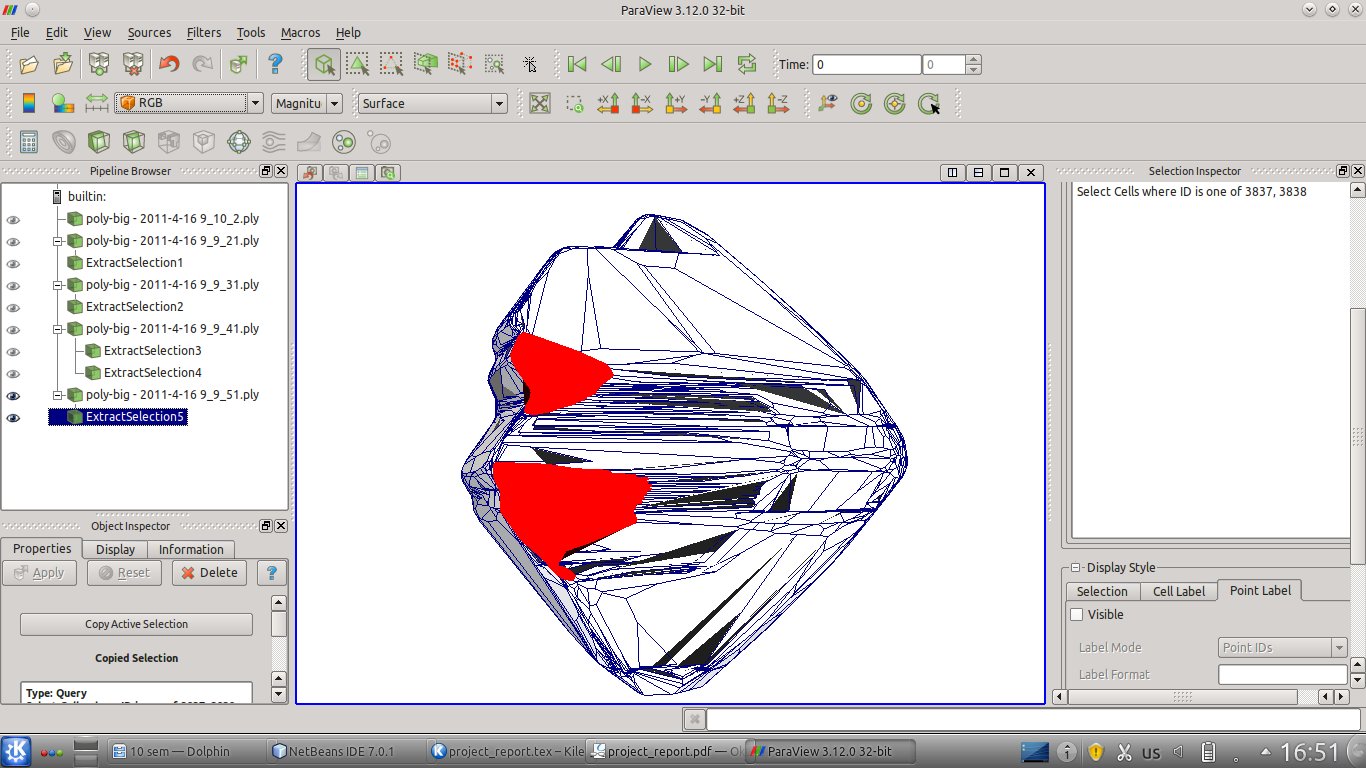 ParaView 3.12.0 32-bit
File Edit View Sources Filters Tools Macros Help
Time: 0 0
RGB Magnitu Surface
+X -X +Y -Y +Z -Z
Pipeline Browser
builtin:
poly-big - 2011-4-16 9_10_2.ply
poly-big - 2011-4-16 9_9_21.ply
ExtractSelection1
poly-big - 2011-4-16 9_9_31.ply
ExtractSelection2
poly-big - 2011-4-16 9_9_41.ply
ExtractSelection3
ExtractSelection4
poly-big - 2011-4-16 9_9_51.ply
ExtractSelection5
Object Inspector
Properties Display Information
Apply Reset Delete ?
Copy Active Selection
Copied Selection
Type: Query
Selection Inspector
Select Cells where ID is one of 3837, 3838
Display Style
Selection Cell Label Point Label
Visible
Label Mode Point IDs
Label Format
10 sem — Dolphin NetBeans IDE 7.0.1 project_report.tex – Kile project_report.pdf — O ParaView 3.12.0 32-bit us 16:51